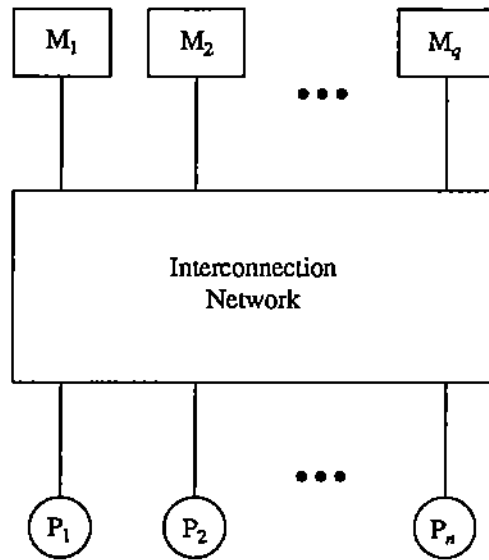 M1 M2 ••• Mq
Interconnection
Network
P1 P2 ••• Pn